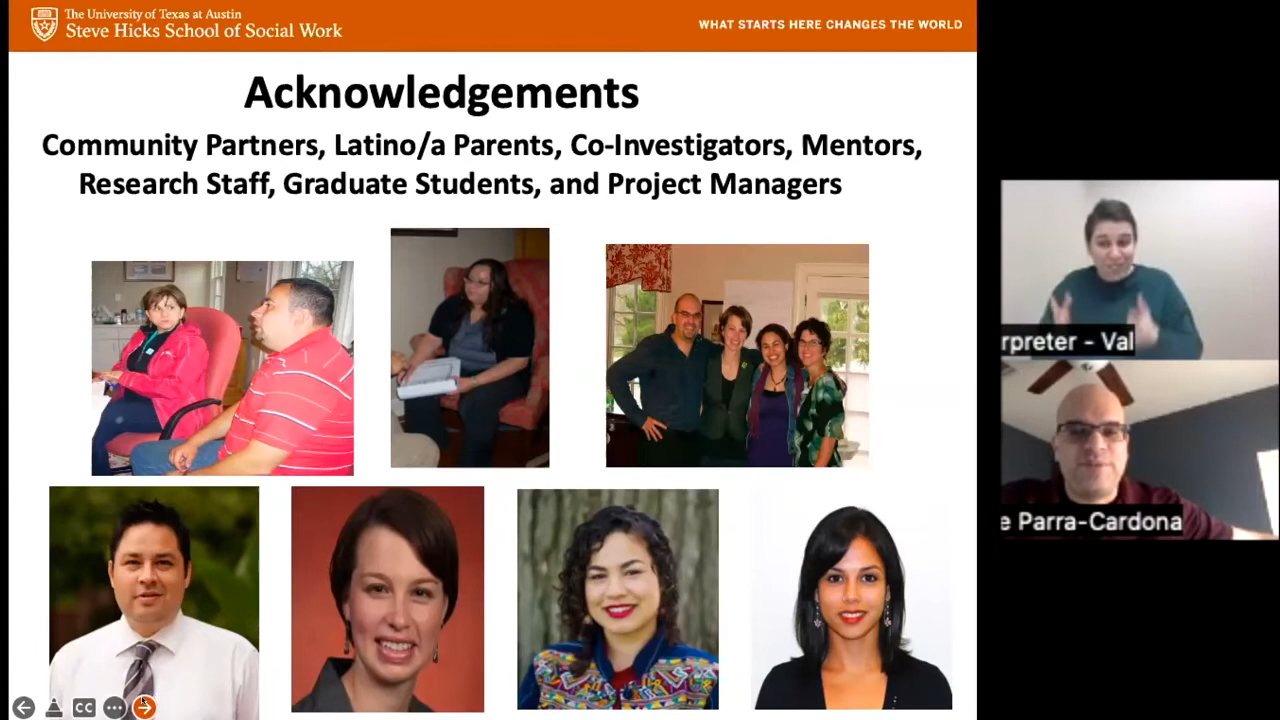 The University of Texas at Austin
Steve Hicks School of Social Work
WHAT STARTS HERE CHANGES THE WORLD
Acknowledgements
Community Partners, Latino/a Parents, Co-Investigators, Mentors,
Research Staff, Graduate Students, and Project Managers
rpreter - Val
e Parra-Cardona
CC